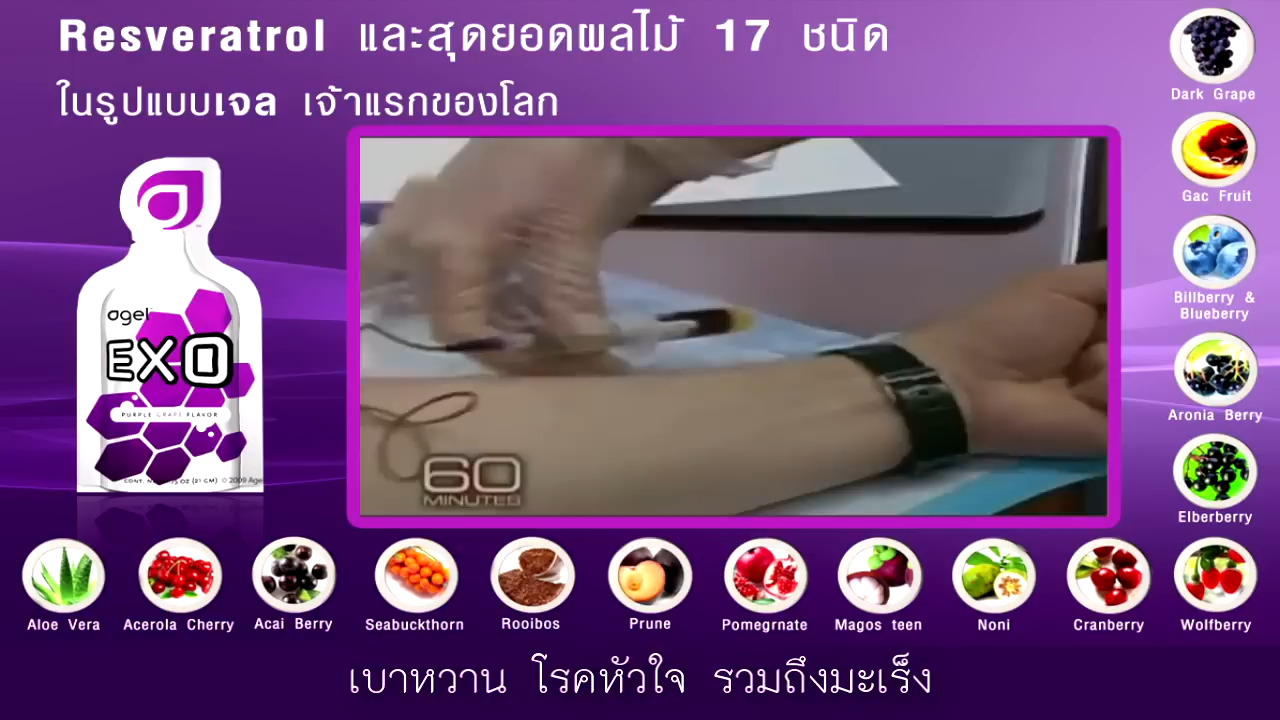 Resveratrol และสุดยอดผลไม้ 17 ชนิด
ในรูปแบบเจล เจ้าแรกของโลก
Dark Grape
Gac Fruit
Billberry &
Blueberry
Aronia Berry
Elberberry
agel
EXO
PURPLE GRAPE FLAVOR
© 2009 Age
60
MINUTES
Aloe Vera
Acerola Cherry
Acai Berry
Seabuckthorn
Rooibos
Prune
Pomegrnate
Magos teen
Noni
Cranberry
Wolfberry
เบาหวาน โรคหัวใจ รวมถึงมะเร็ง